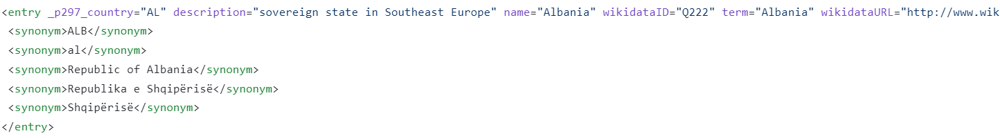 <entry _p297_country="AL" description="sovereign state in Southeast Europe" name="Albania" wikidataID="Q222" term="Albania" wikidataURL="http://www.wik
<synonym>ALB</synonym>
<synonym>al</synonym>
<synonym>Republic of Albania</synonym>
<synonym>Republika e Shqipërisë</synonym>
<synonym>Shqipërisë</synonym>
</entry>